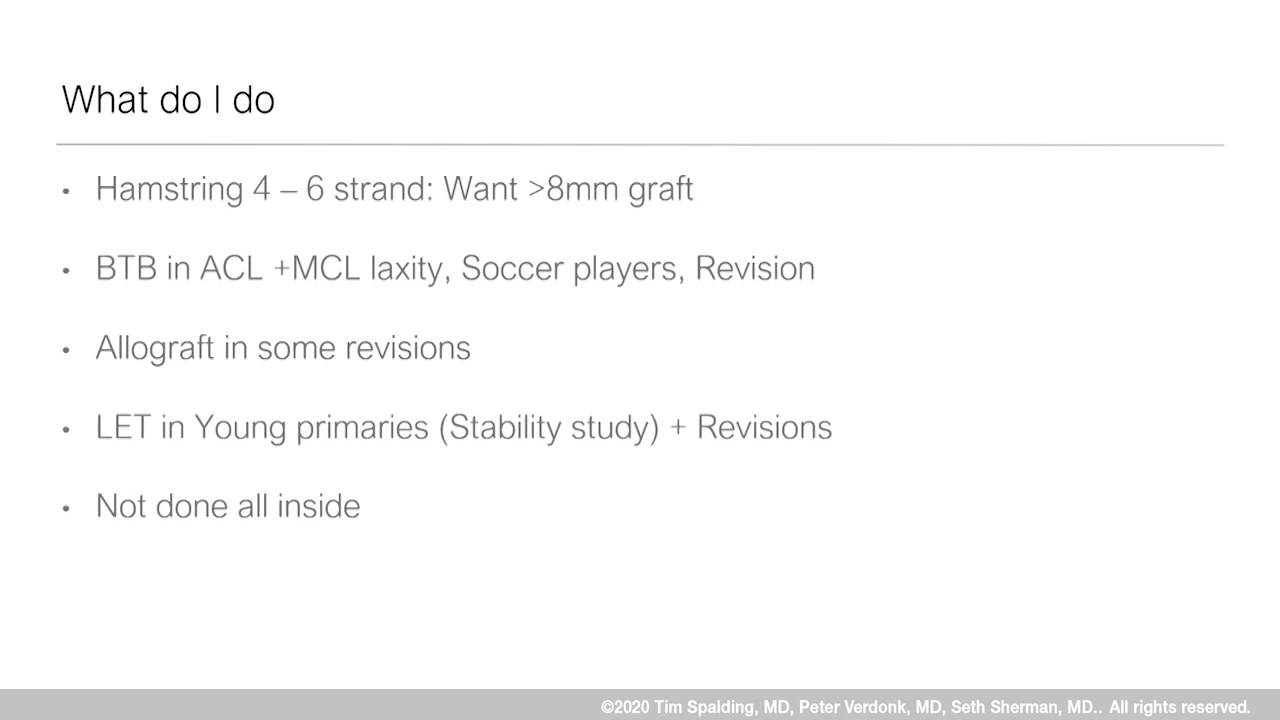 What do I do
• Hamstring 4 – 6 strand: Want >8mm graft
• BTB in ACL +MCL laxity, Soccer players, Revision
• Allograft in some revisions
• LET in Young primaries (Stability study) + Revisions
• Not done all inside
©2020 Tim Spalding, MD, Peter Verdonk, MD, Seth Sherman, MD.. All rights reserved.